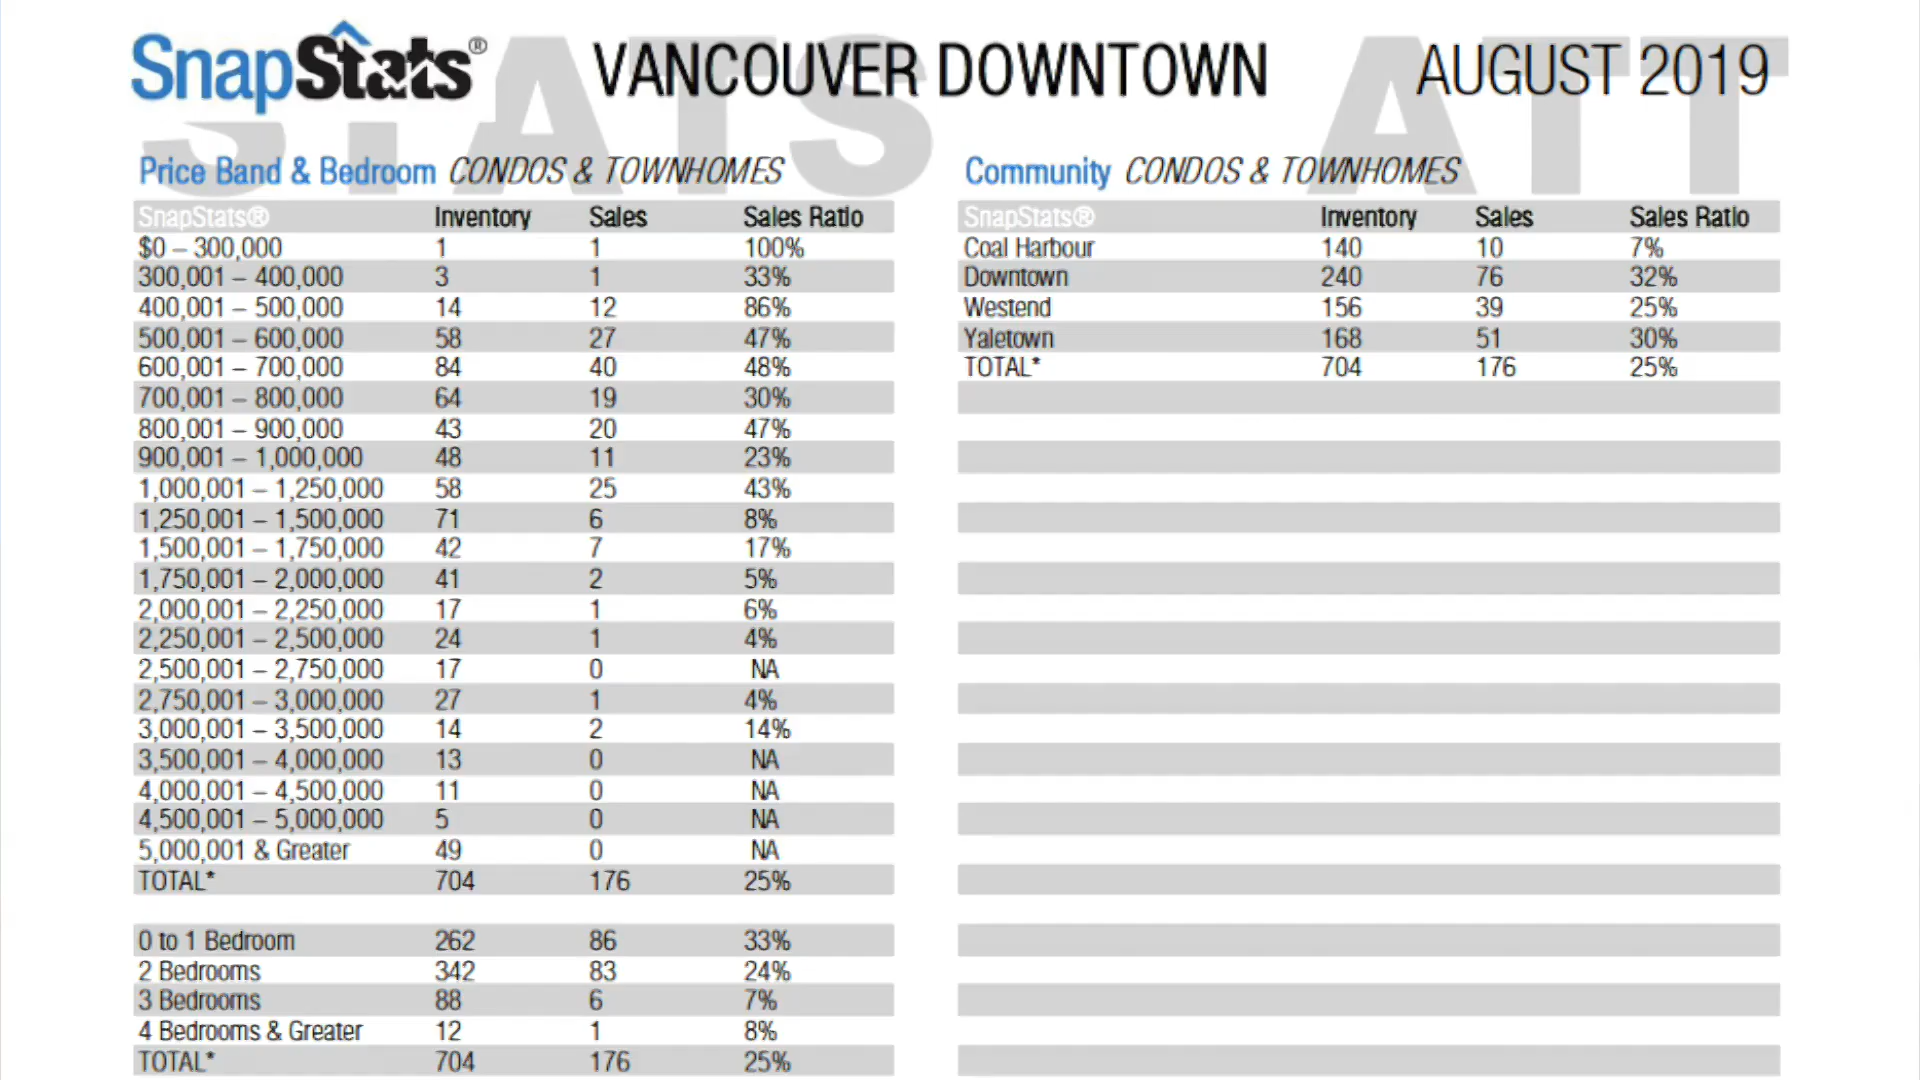 SnapStats® VANCOUVER DOWNTOWN AUGUST 2019
STATS ATT
Price Band & Bedroom CONDOS & TOWNHOMES
SnapStats® Inventory Sales Sales Ratio
$0 – 300,000 1 1 100%
300,001 – 400,000 3 1 33%
400,001 – 500,000 14 12 86%
500,001 – 600,000 58 27 47%
600,001 – 700,000 84 40 48%
700,001 – 800,000 64 19 30%
800,001 – 900,000 43 20 47%
900,001 – 1,000,000 48 11 23%
1,000,001 – 1,250,000 58 25 43%
1,250,001 – 1,500,000 71 6 8%
1,500,001 – 1,750,000 42 7 17%
1,750,001 – 2,000,000 41 2 5%
2,000,001 – 2,250,000 17 1 6%
2,250,001 – 2,500,000 24 1 4%
2,500,001 – 2,750,000 17 0 NA
2,750,001 – 3,000,000 27 1 4%
3,000,001 – 3,500,000 14 2 14%
3,500,001 – 4,000,000 13 0 NA
4,000,001 – 4,500,000 11 0 NA
4,500,001 – 5,000,000 5 0 NA
5,000,001 & Greater 49 0 NA
TOTAL* 704 176 25%
0 to 1 Bedroom 262 86 33%
2 Bedrooms 342 83 24%
3 Bedrooms 88 6 7%
4 Bedrooms & Greater 12 1 8%
TOTAL* 704 176 25%
Community CONDOS & TOWNHOMES
SnapStats® Inventory Sales Sales Ratio
Coal Harbour 140 10 7%
Downtown 240 76 32%
Westend 156 39 25%
Yaletown 168 51 30%
TOTAL* 704 176 25%